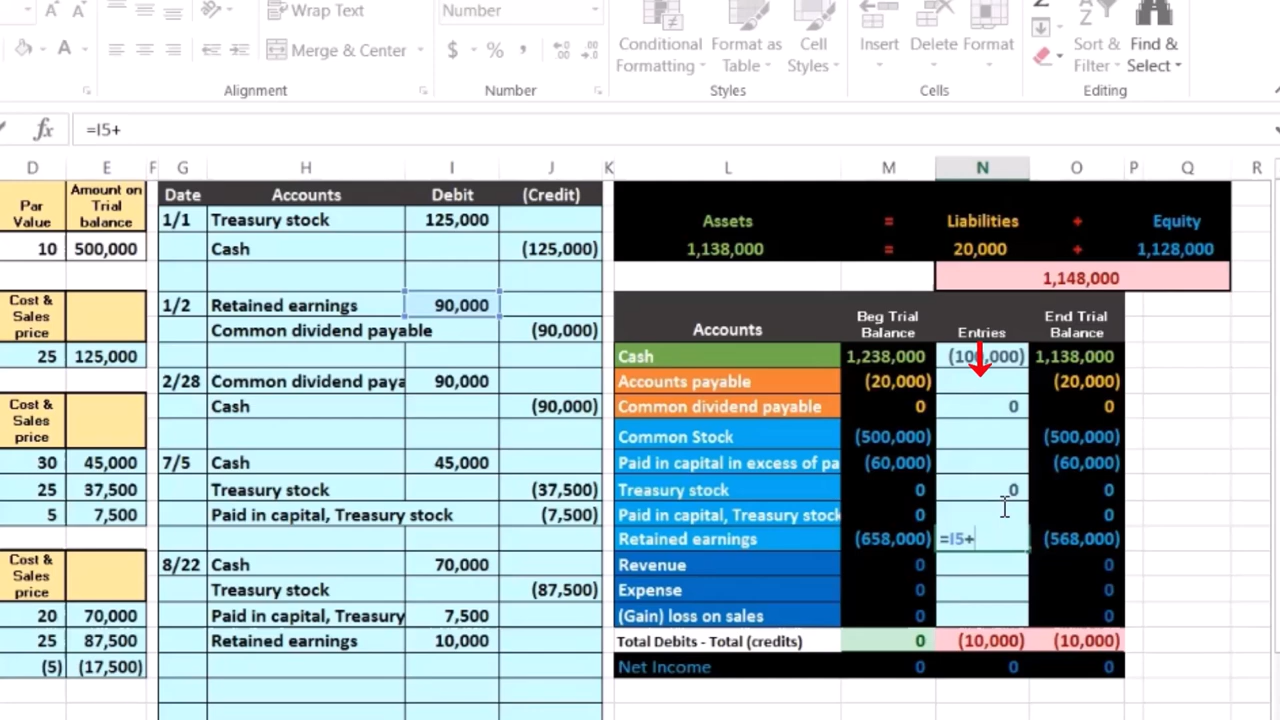 Wrap Text
Number
Merge & Center
$ % ,
Conditional Formatting
Format as Table
Cell Styles
Insert
Delete
Format
Sort & Filter
Find & Select
Alignment
Number
Styles
Cells
Editing
fx =I5+
D E F G H I J K L M N O P Q R
Par Value
Amount on Trial balance
10 500,000
Cost & Sales price
25 125,000
Cost & Sales price
30 45,000
25 37,500
5 7,500
Cost & Sales price
20 70,000
25 87,500
(5) (17,500)
Date Accounts Debit (Credit)
1/1 Treasury stock 125,000
Cash (125,000)
1/2 Retained earnings 90,000
Common dividend payable (90,000)
2/28 Common dividend paya 90,000
Cash (90,000)
7/5 Cash 45,000
Treasury stock (37,500)
Paid in capital, Treasury stock (7,500)
8/22 Cash 70,000
Treasury stock (87,500)
Paid in capital, Treasury 7,500
Retained earnings 10,000
Assets = Liabilities + Equity
1,138,000 = 20,000 + 1,128,000
1,148,000
Accounts
Beg Trial Balance
Entries
End Trial Balance
Cash 1,238,000 (100,000) 1,138,000
Accounts payable (20,000) (20,000)
Common dividend payable 0 0 0
Common Stock (500,000) (500,000)
Paid in capital in excess of pa (60,000) (60,000)
Treasury stock 0 0 0
Paid in capital, Treasury stock 0 0
Retained earnings (658,000) =I5+ (568,000)
Revenue 0 0
Expense 0 0
(Gain) loss on sales 0 0
Total Debits - Total (credits) 0 (10,000) (10,000)
Net Income 0 0 0